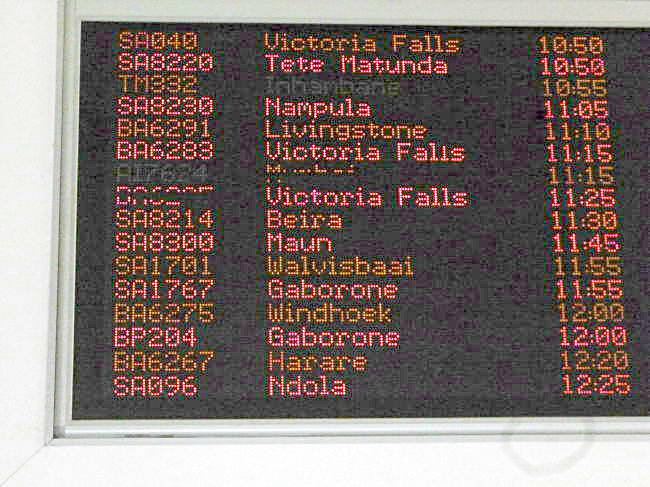 SA040 Victoria Falls 10:50
SA8220 Tete Matunda 10:50
TM332 Inhambane 10:55
SA8230 Nampula 11:05
BA6291 Livingstone 11:10
BA6283 Victoria Falls 11:15
AI7624 11:15
Victoria Falls 11:25
SA8214 Beira 11:30
SA8300 Maun 11:45
SA1701 Walvisbaai 11:55
SA1767 Gaborone 11:55
BA6275 Windhoek 12:00
BP204 Gaborone 12:00
BA6267 Harare 12:20
SA096 Ndola 12:25